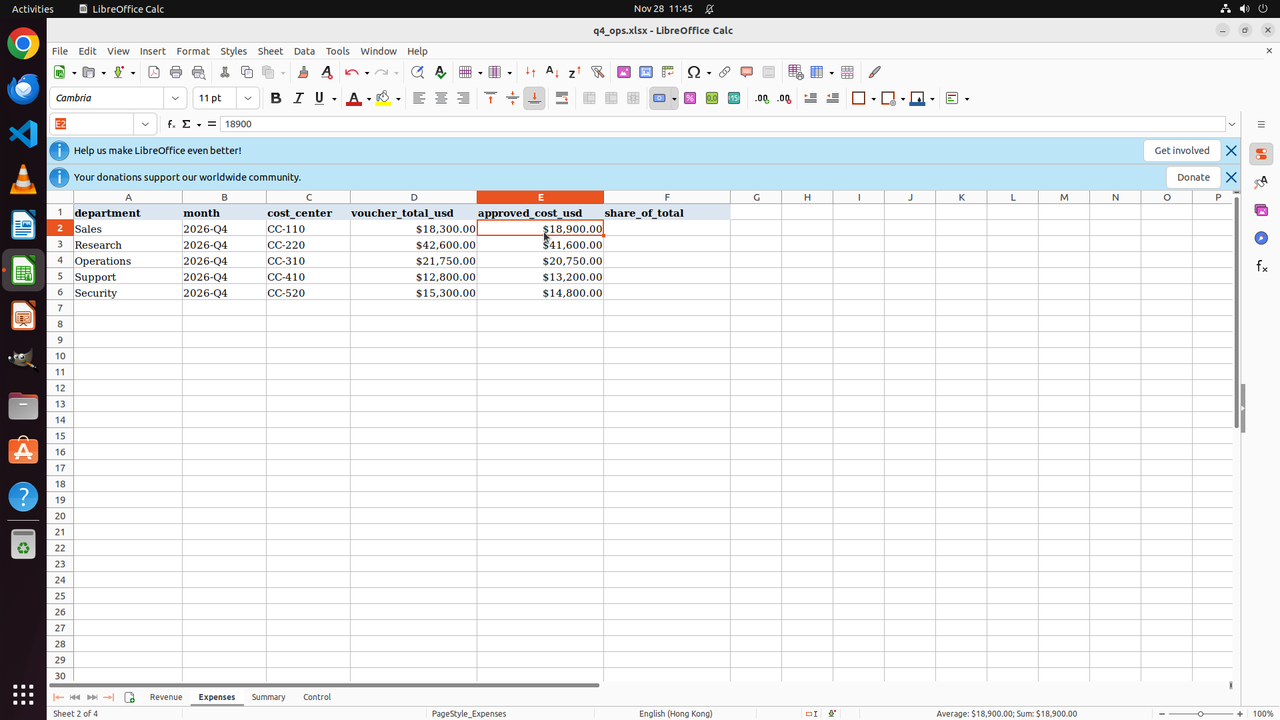 Activities LibreOffice Calc Nov 28 11:45
q4_ops.xlsx - LibreOffice Calc
File Edit View Insert Format Styles Sheet Data Tools Window Help
Cambria 11 pt
E2 18900
Help us make LibreOffice even better! Get involved
Your donations support our worldwide community. Donate
A B C D E F G H I J K L M N O P
1 department month cost_center voucher_total_usd approved_cost_usd share_of_total
2 Sales 2026-Q4 CC-110 $18,300.00 $18,900.00
3 Research 2026-Q4 CC-220 $42,600.00 $41,600.00
4 Operations 2026-Q4 CC-310 $21,750.00 $20,750.00
5 Support 2026-Q4 CC-410 $12,800.00 $13,200.00
6 Security 2026-Q4 CC-520 $15,300.00 $14,800.00
7
8
9
10
11
12
13
14
15
16
17
18
19
20
21
22
23
24
25
26
27
28
29
30
Revenue Expenses Summary Control
Sheet 2 of 4 PageStyle_Expenses English (Hong Kong) Average: $18,900.00; Sum: $18,900.00 100%